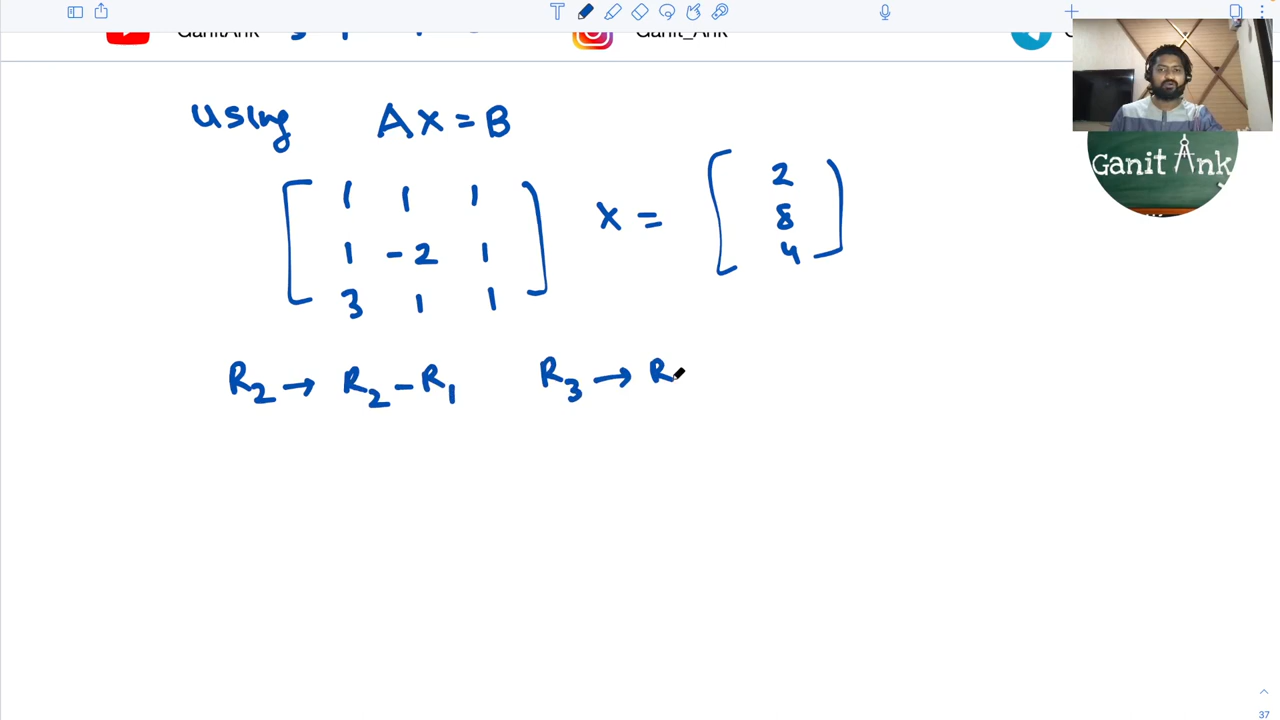 GanitAnk Ganit_Ank
Using AX = B
Ganit Ank
[ 1 1 1 ] X = [ 2 ]
[ 1 -2 1 ] [ 8 ]
[ 3 1 1 ] [ 4 ]
R2 → R2 - R1 R3 → R
37